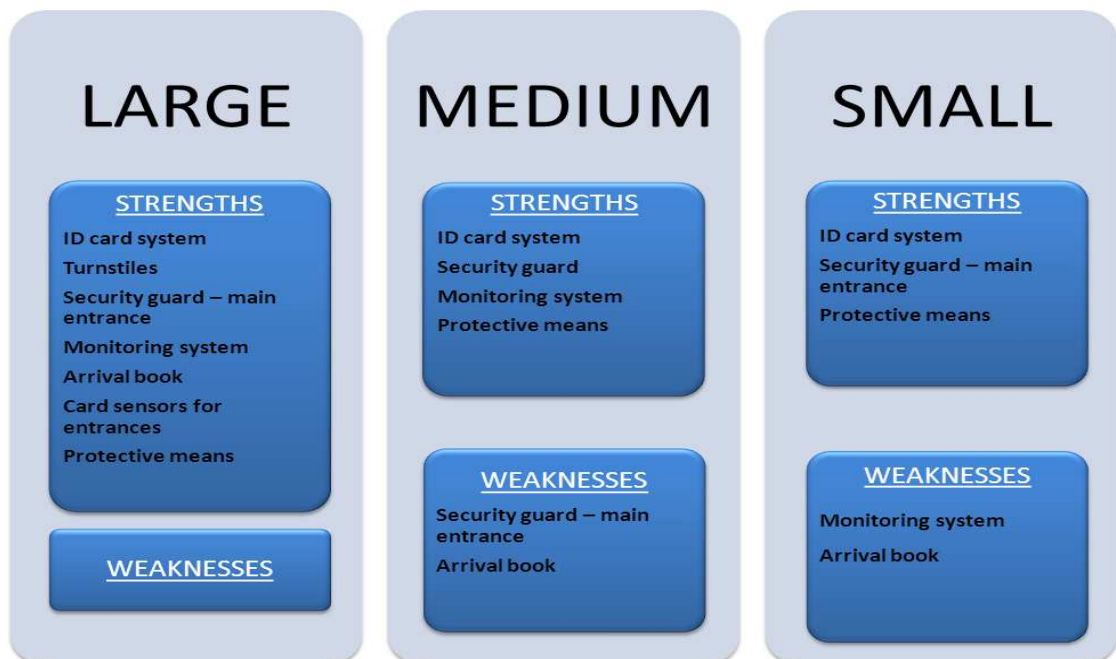 LARGE
STRENGTHS
ID card system
Turnstiles
Security guard – main
entrance
Monitoring system
Arrival book
Card sensors for
entrances
Protective means
WEAKNESSES
MEDIUM
STRENGTHS
ID card system
Security guard
Monitoring system
Protective means
WEAKNESSES
Security guard – main
entrance
Arrival book
SMALL
STRENGTHS
ID card system
Security guard – main
entrance
Protective means
WEAKNESSES
Monitoring system
Arrival book